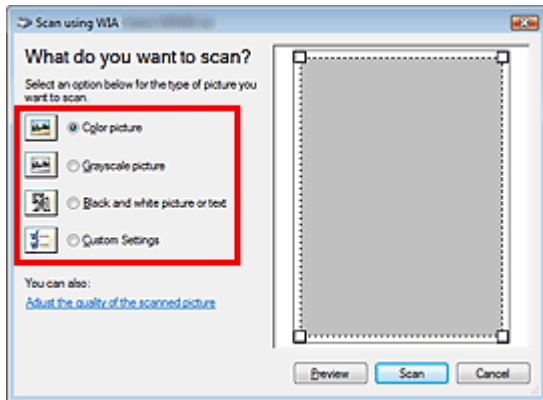 Scan using WIA
What do you want to scan?
Select an option below for the type of picture you
want to scan.
Color picture
Grayscale picture
Black and white picture or text
Custom Settings
You can also:
Adjust the quality of the scanned picture
Preview
Scan
Cancel